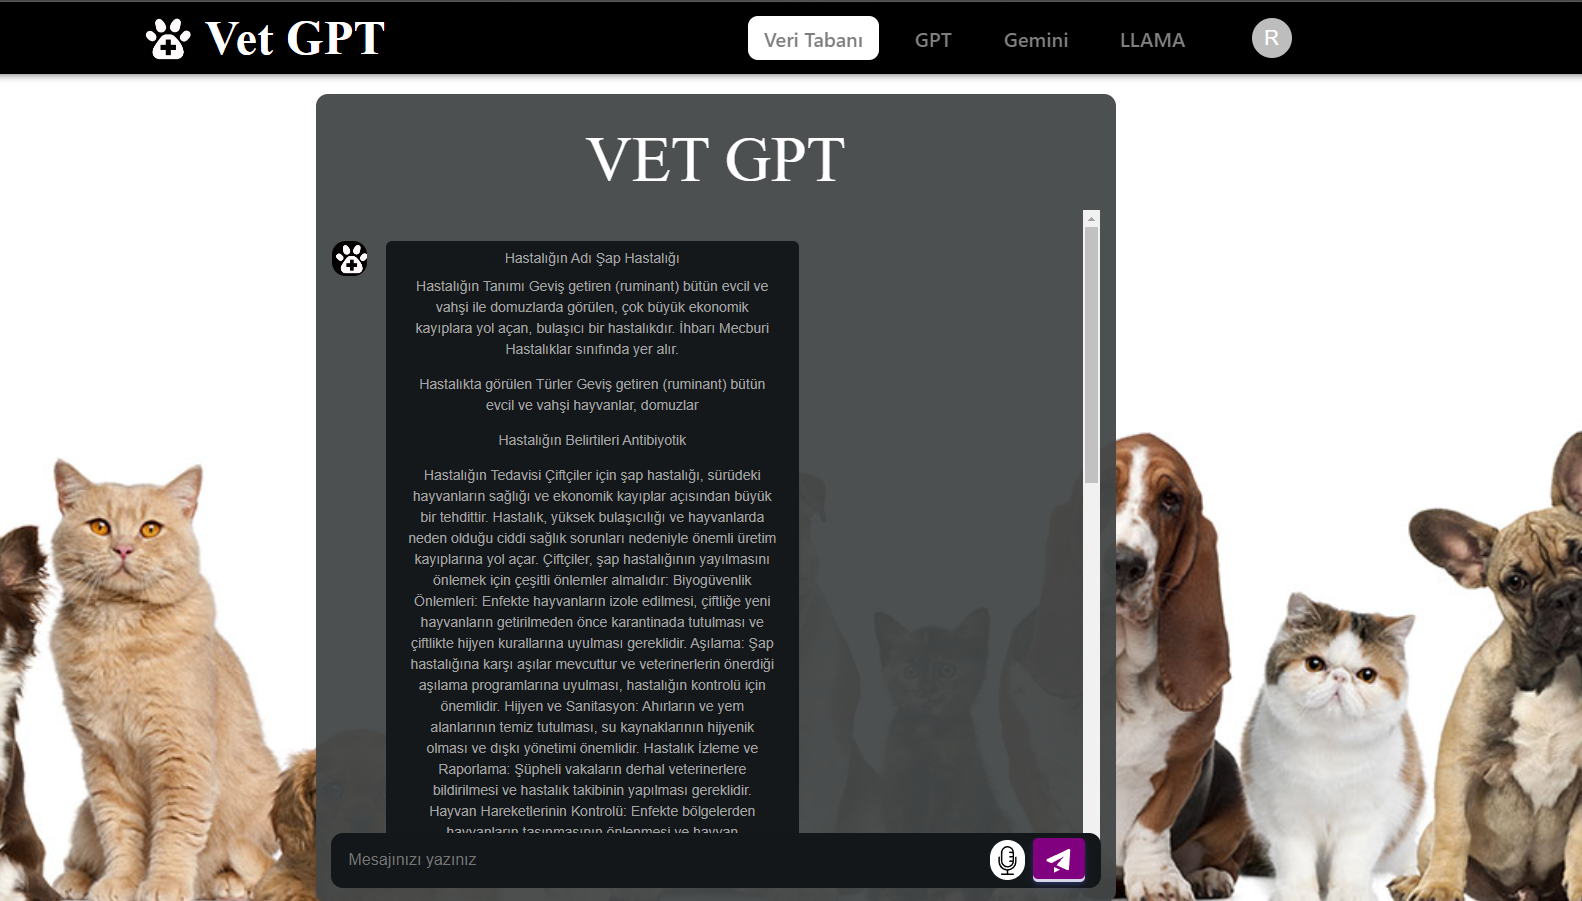 Vet GPT
Veri Tabanı
GPT
Gemini
LLAMA
R
VET GPT
Hastalığın Adı Şap Hastalığı
Hastalığın Tanımı Geviş getiren (ruminant) bütün evcil ve
vahşi ile domuzlarda görülen, çok büyük ekonomik
kayıplara yol açan, bulaşıcı bir hastalıkdır. İhbarı Mecburi
Hastalıklar sınıfında yer alır.
Hastalıkta görülen Türler Geviş getiren (ruminant) bütün
evcil ve vahşi hayvanlar, domuzlar
Hastalığın Belirtileri Antibiyotik
Hastalığın Tedavisi Çiftçiler için şap hastalığı, sürüdeki
hayvanların sağlığı ve ekonomik kayıplar açısından büyük
bir tehdittir. Hastalık, yüksek bulaşıcılığı ve hayvanlarda
neden olduğu ciddi sağlık sorunları nedeniyle önemli üretim
kayıplarına yol açar. Çiftçiler, şap hastalığının yayılmasını
önlemek için çeşitli önlemler almalıdır: Biyogüvenlik
Önlemleri: Enfekte hayvanların izole edilmesi, çiftliğe yeni
hayvanların getirilmeden önce karantinada tutulması ve
çiftlikte hijyen kurallarına uyulması gereklidir. Aşılama: Şap
hastalığına karşı aşılar mevcuttur ve veterinerlerin önerdiği
aşılama programlarına uyulması, hastalığın kontrolü için
önemlidir. Hijyen ve Sanitasyon: Ahırların ve yem
alanlarının temiz tutulması, su kaynaklarının hijyenik
olması ve dışkı yönetimi önemlidir. Hastalık İzleme ve
Raporlama: Şüpheli vakaların derhal veterinerlere
bildirilmesi ve hastalık takibinin yapılması gereklidir.
Hayvan Hareketlerinin Kontrolü: Enfekte bölgelerden
hayvanların taşınmasının önlenmesi ve hayvan
Mesajınızı yazınız